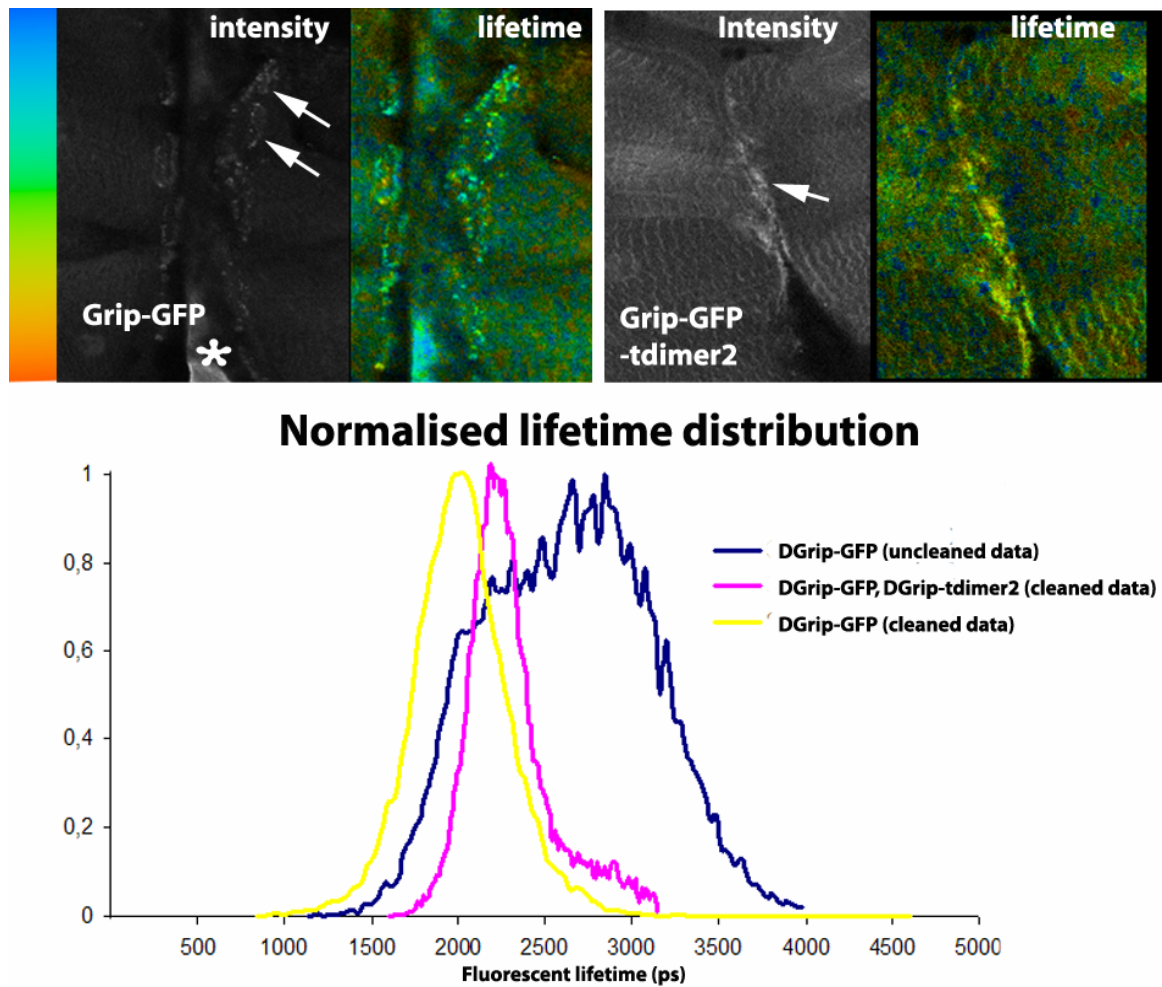 intensity
lifetime
Grip-GFP
*
Intensity
lifetime
Grip-GFP
-tdimer2
Normalised lifetime distribution
1
0,8
0,6
0,4
0,2
0
DGrip-GFP (uncleaned data)
DGrip-GFP, DGrip-tdimer2 (cleaned data)
DGrip-GFP (cleaned data)
500 1000 1500 2000 2500 3000 3500 4000 4500 5000
Fluorescent lifetime (ps)